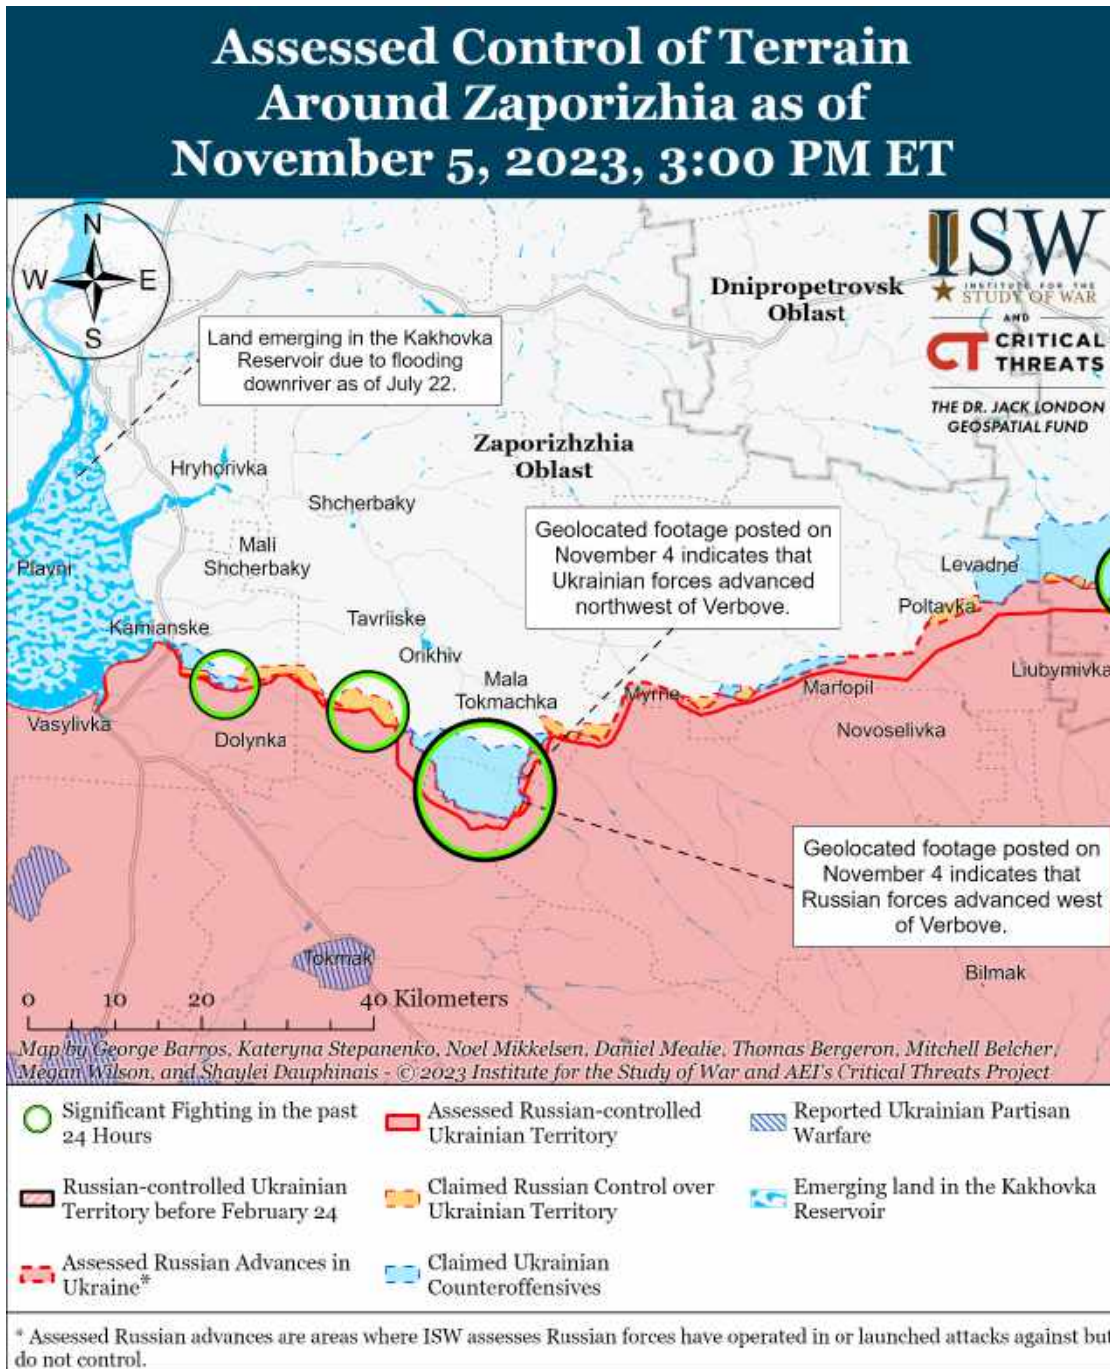 Assessed Control of Terrain
Around Zaporizhia as of
November 5, 2023, 3:00 PM ET
N
W
E
S
ISW
INSTITUTE FOR THE
STUDY OF WAR
AND
CT CRITICAL
THREATS
THE DR. JACK LONDON
GEOSPATIAL FUND
Dnipropetrovsk
Oblast
Land emerging in the Kakhovka
Reservoir due to flooding
downriver as of July 22.
Zaporizhzhia
Oblast
Hryhorivka
Shcherbaky
Geolocated footage posted on
November 4 indicates that
Ukrainian forces advanced
northwest of Verbove.
Mali
Shcherbaky
Plavni
Levadne
Poltavka
Tavriiske
Kamianske
Orikhiv
Mala
Tokmachka
Myrne
Marfopil
Liubymivka
Vasylivka
Dolynka
Novoselivka
Geolocated footage posted on
November 4 indicates that
Russian forces advanced west
of Verbove.
Tokmak
Bilmak
0 10 20 40 Kilometers
Map by George Barros, Kateryna Stepanenko, Noel Mikkelsen, Daniel Mealie, Thomas Bergeron, Mitchell Belcher,
Megan Wilson, and Shaylei Dauphinais - © 2023 Institute for the Study of War and AEI's Critical Threats Project
Significant Fighting in the past
24 Hours
Assessed Russian-controlled
Ukrainian Territory
Reported Ukrainian Partisan
Warfare
Russian-controlled Ukrainian
Territory before February 24
Claimed Russian Control over
Ukrainian Territory
Emerging land in the Kakhovka
Reservoir
Assessed Russian Advances in
Ukraine*
Claimed Ukrainian
Counteroffensives
* Assessed Russian advances are areas where ISW assesses Russian forces have operated in or launched attacks against but
do not control.